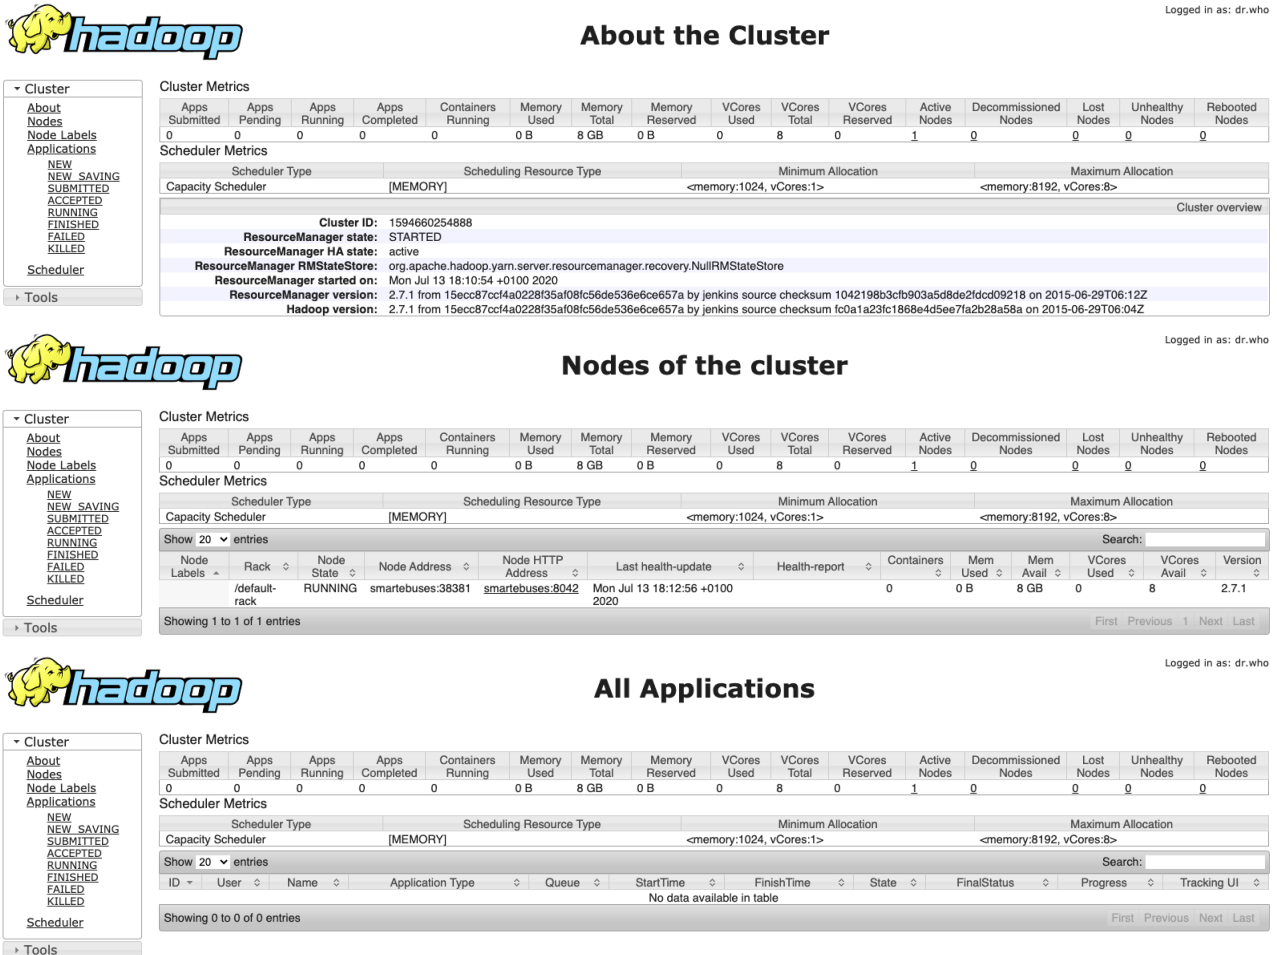 Logged in as: dr.who
hadoop
About the Cluster
Cluster
About
Nodes
Node Labels
Applications
NEW
NEW_SAVING
SUBMITTED
ACCEPTED
RUNNING
FINISHED
FAILED
KILLED
Scheduler
Tools
Cluster Metrics
Apps Submitted Apps Pending Apps Running Apps Completed Containers Running Memory Used Memory Total Memory Reserved VCores Used VCores Total VCores Reserved Active Nodes Decommissioned Nodes Lost Nodes Unhealthy Nodes Rebooted Nodes
0 0 0 0 0 0 B 8 GB 0 B 0 8 0 1 0 0 0 0
Scheduler Metrics
Scheduler Type Scheduling Resource Type Minimum Allocation Maximum Allocation
Capacity Scheduler [MEMORY] <memory:1024, vCores:1> <memory:8192, vCores:8>
Cluster overview
Cluster ID: 1594660254888
ResourceManager state: STARTED
ResourceManager HA state: active
ResourceManager RMStateStore: org.apache.hadoop.yarn.server.resourcemanager.recovery.NullRMStateStore
ResourceManager started on: Mon Jul 13 18:10:54 +0100 2020
ResourceManager version: 2.7.1 from 15ecc87ccf4a0228f35af08fc56de536e6ce657a by jenkins source checksum 1042198b3cfb903a5d8de2fdcd09218 on 2015-06-29T06:12Z
Hadoop version: 2.7.1 from 15ecc87ccf4a0228f35af08fc56de536e6ce657a by jenkins source checksum fc0a1a23fc1868e4d5ee7fa2b28a58a on 2015-06-29T06:04Z
Logged in as: dr.who
hadoop
Nodes of the cluster
Cluster
About
Nodes
Node Labels
Applications
NEW
NEW_SAVING
SUBMITTED
ACCEPTED
RUNNING
FINISHED
FAILED
KILLED
Scheduler
Tools
Cluster Metrics
Apps Submitted Apps Pending Apps Running Apps Completed Containers Running Memory Used Memory Total Memory Reserved VCores Used VCores Total VCores Reserved Active Nodes Decommissioned Nodes Lost Nodes Unhealthy Nodes Rebooted Nodes
0 0 0 0 0 0 B 8 GB 0 B 0 8 0 1 0 0 0 0
Scheduler Metrics
Scheduler Type Scheduling Resource Type Minimum Allocation Maximum Allocation
Capacity Scheduler [MEMORY] <memory:1024, vCores:1> <memory:8192, vCores:8>
Show 20 entries Search:
Node Labels Rack Node State Node Address Node HTTP Address Last health-update Health-report Containers Mem Used Mem Avail VCores Used VCores Avail Version
/default-rack RUNNING smartebuses:38381 smartebuses:8042 Mon Jul 13 18:12:56 +0100 2020 0 0 B 8 GB 0 8 2.7.1
Showing 1 to 1 of 1 entries First Previous 1 Next Last
Logged in as: dr.who
hadoop
All Applications
Cluster
About
Nodes
Node Labels
Applications
NEW
NEW_SAVING
SUBMITTED
ACCEPTED
RUNNING
FINISHED
FAILED
KILLED
Scheduler
Tools
Cluster Metrics
Apps Submitted Apps Pending Apps Running Apps Completed Containers Running Memory Used Memory Total Memory Reserved VCores Used VCores Total VCores Reserved Active Nodes Decommissioned Nodes Lost Nodes Unhealthy Nodes Rebooted Nodes
0 0 0 0 0 0 B 8 GB 0 B 0 8 0 1 0 0 0 0
Scheduler Metrics
Scheduler Type Scheduling Resource Type Minimum Allocation Maximum Allocation
Capacity Scheduler [MEMORY] <memory:1024, vCores:1> <memory:8192, vCores:8>
Show 20 entries Search:
ID User Name Application Type Queue StartTime FinishTime State FinalStatus Progress Tracking UI
No data available in table
Showing 0 to 0 of 0 entries First Previous Next Last